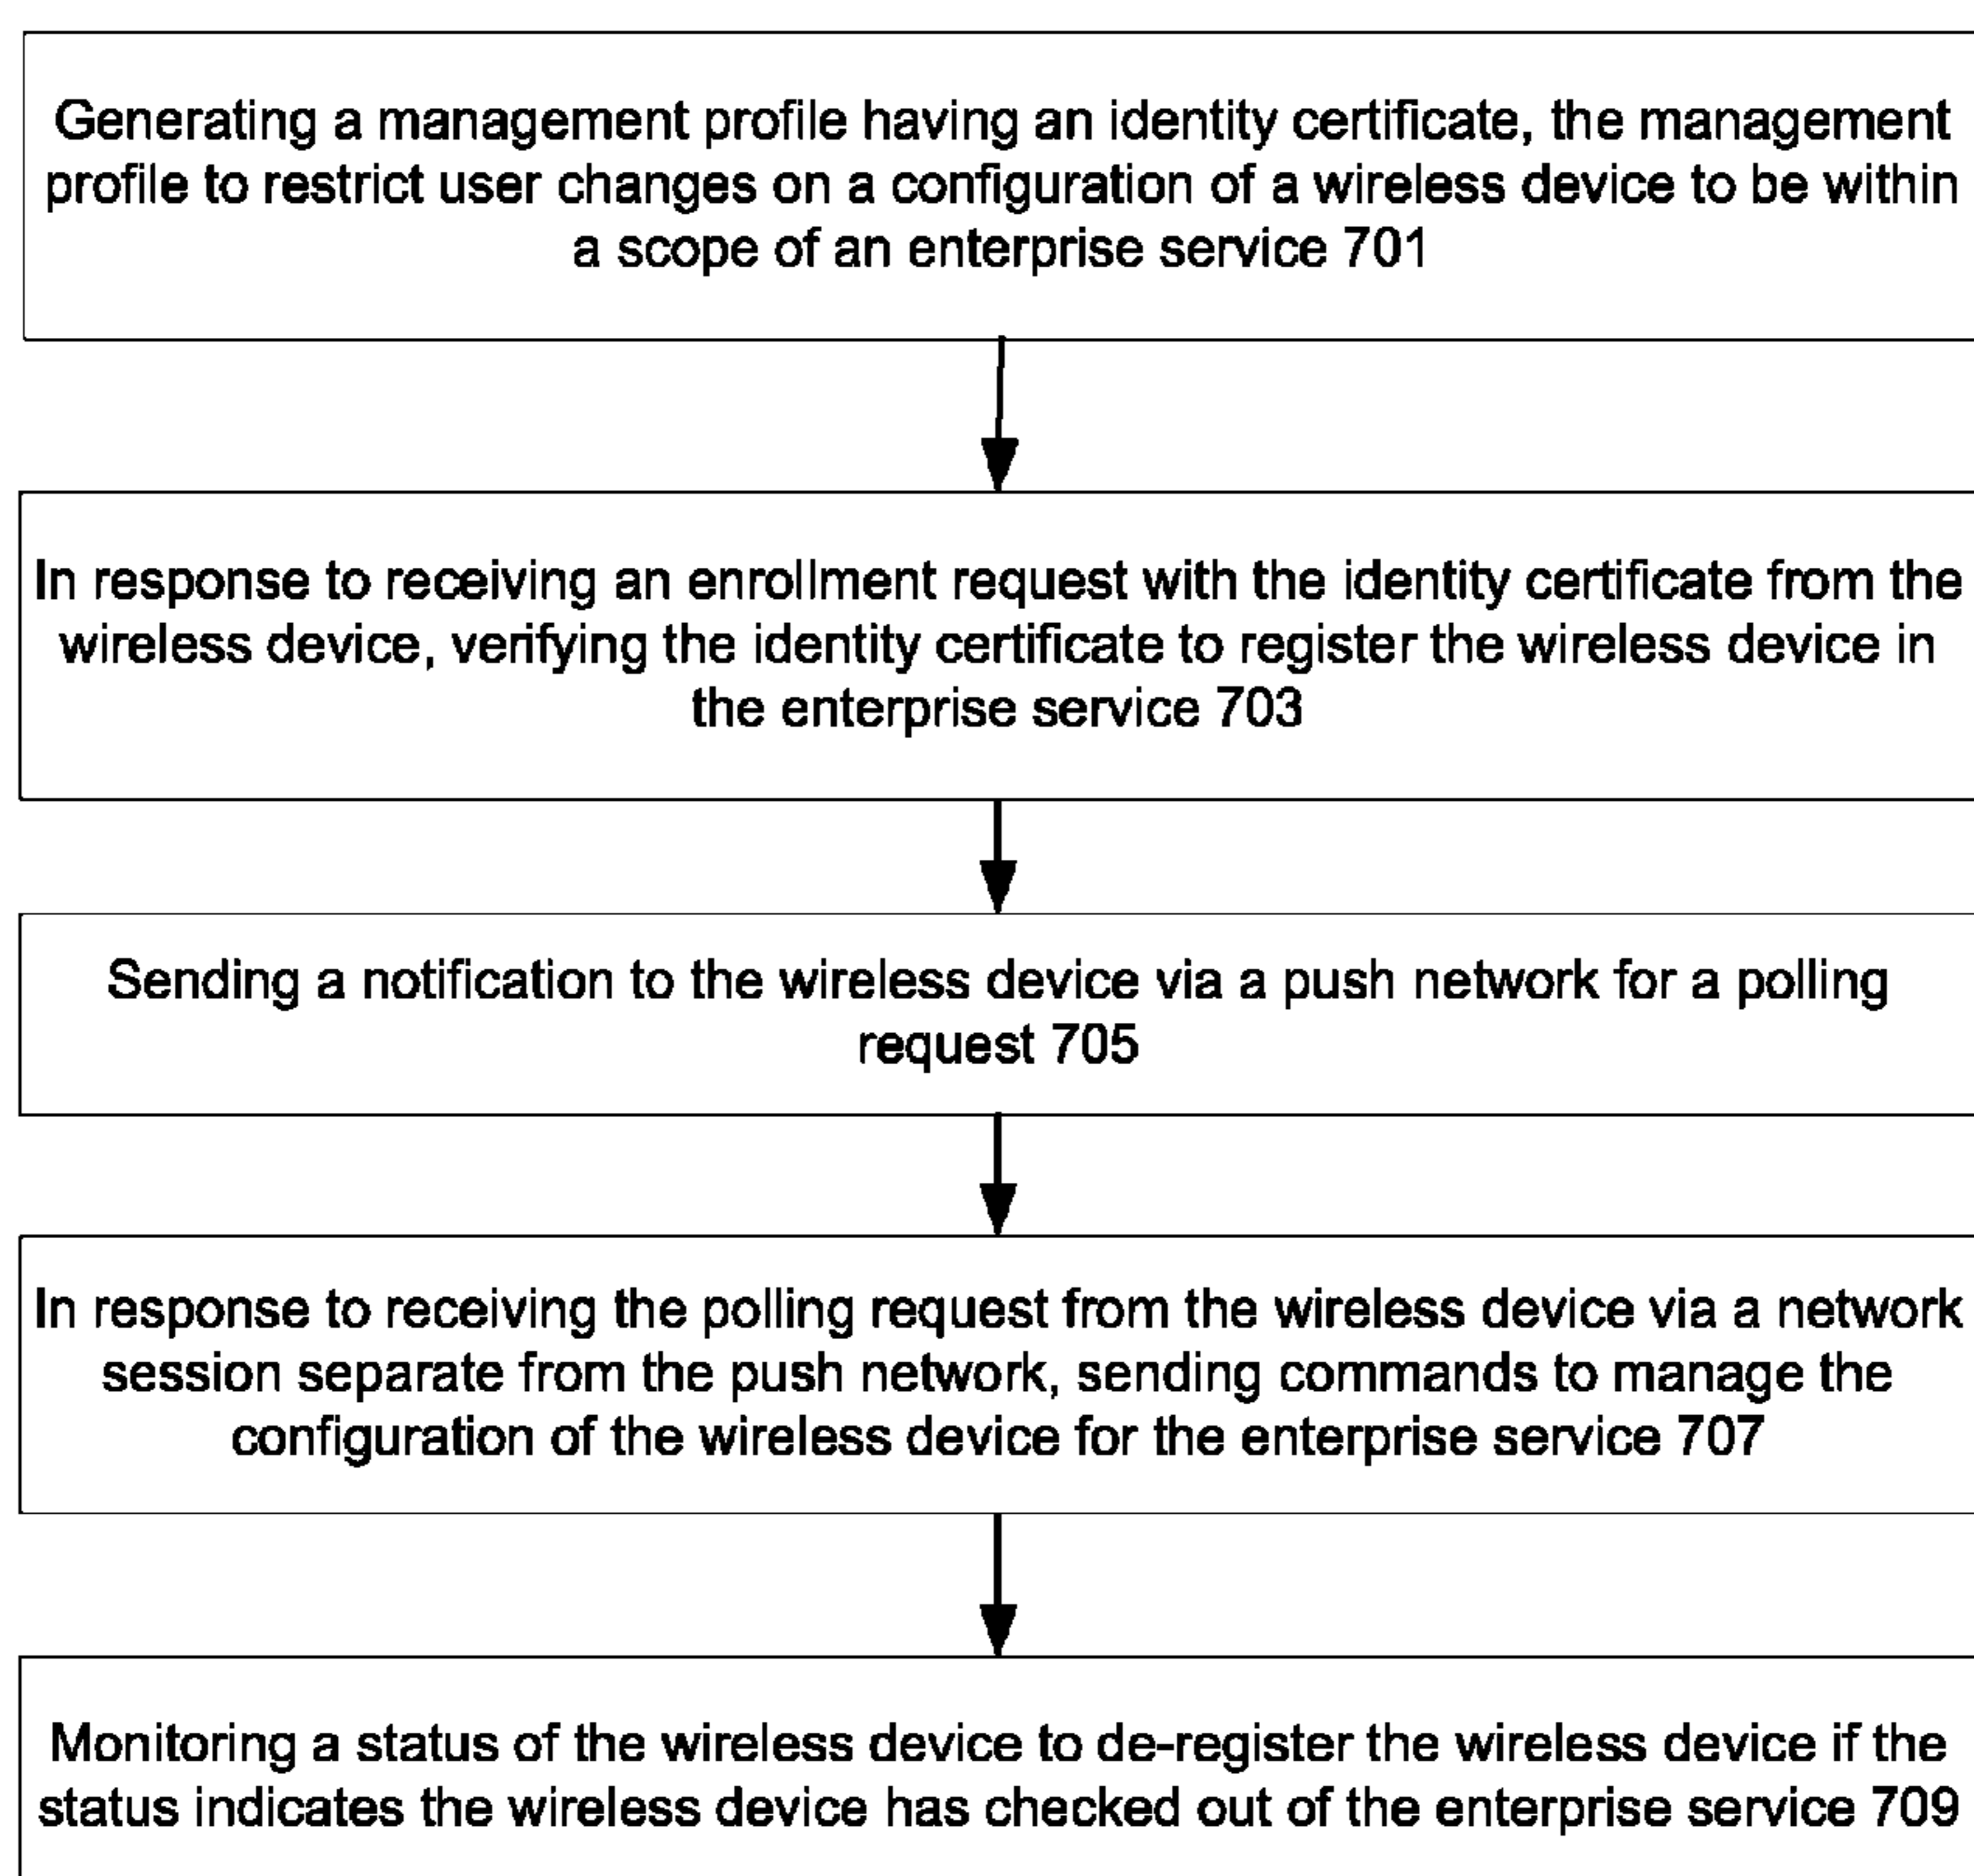 Generating a management profile having an identity certificate, the management
profile to restrict user changes on a configuration of a wireless device to be within
a scope of an enterprise service 701
In response to receiving an enrollment request with the identity certificate from the
wireless device, verifying the identity certificate to register the wireless device in
the enterprise service 703
Sending a notification to the wireless device via a push network for a polling
request 705
In response to receiving the polling request from the wireless device via a network
session separate from the push network, sending commands to manage the
configuration of the wireless device for the enterprise service 707
Monitoring a status of the wireless device to de-register the wireless device if the
status indicates the wireless device has checked out of the enterprise service 709